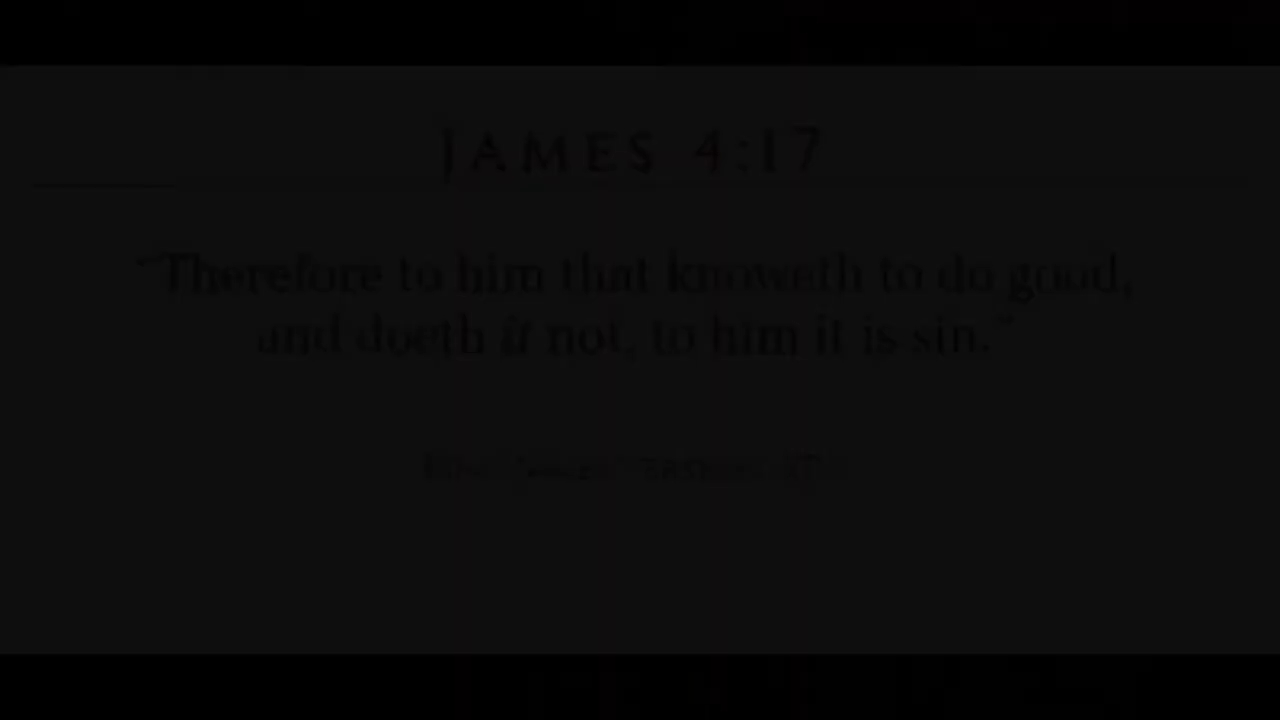 JAMES 4:17
“Therefore to him that knoweth to do good,
and doeth it not, to him it is sin.”